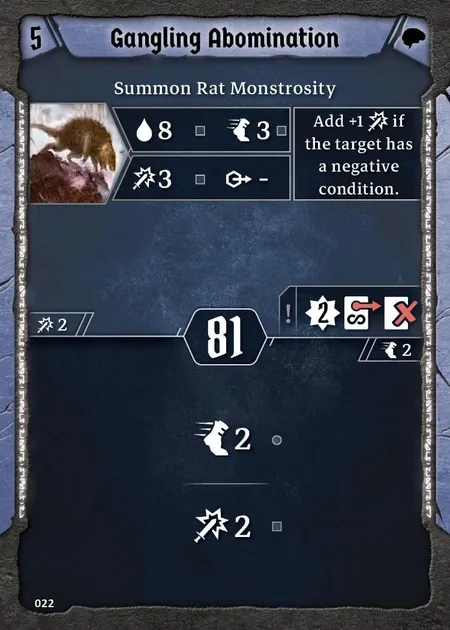 5
Gangling Abomination
Summon Rat Monstrosity
8
3
Add +1 if
the target has
a negative
condition.
3
-
2
81
!
2
2
2
2
022